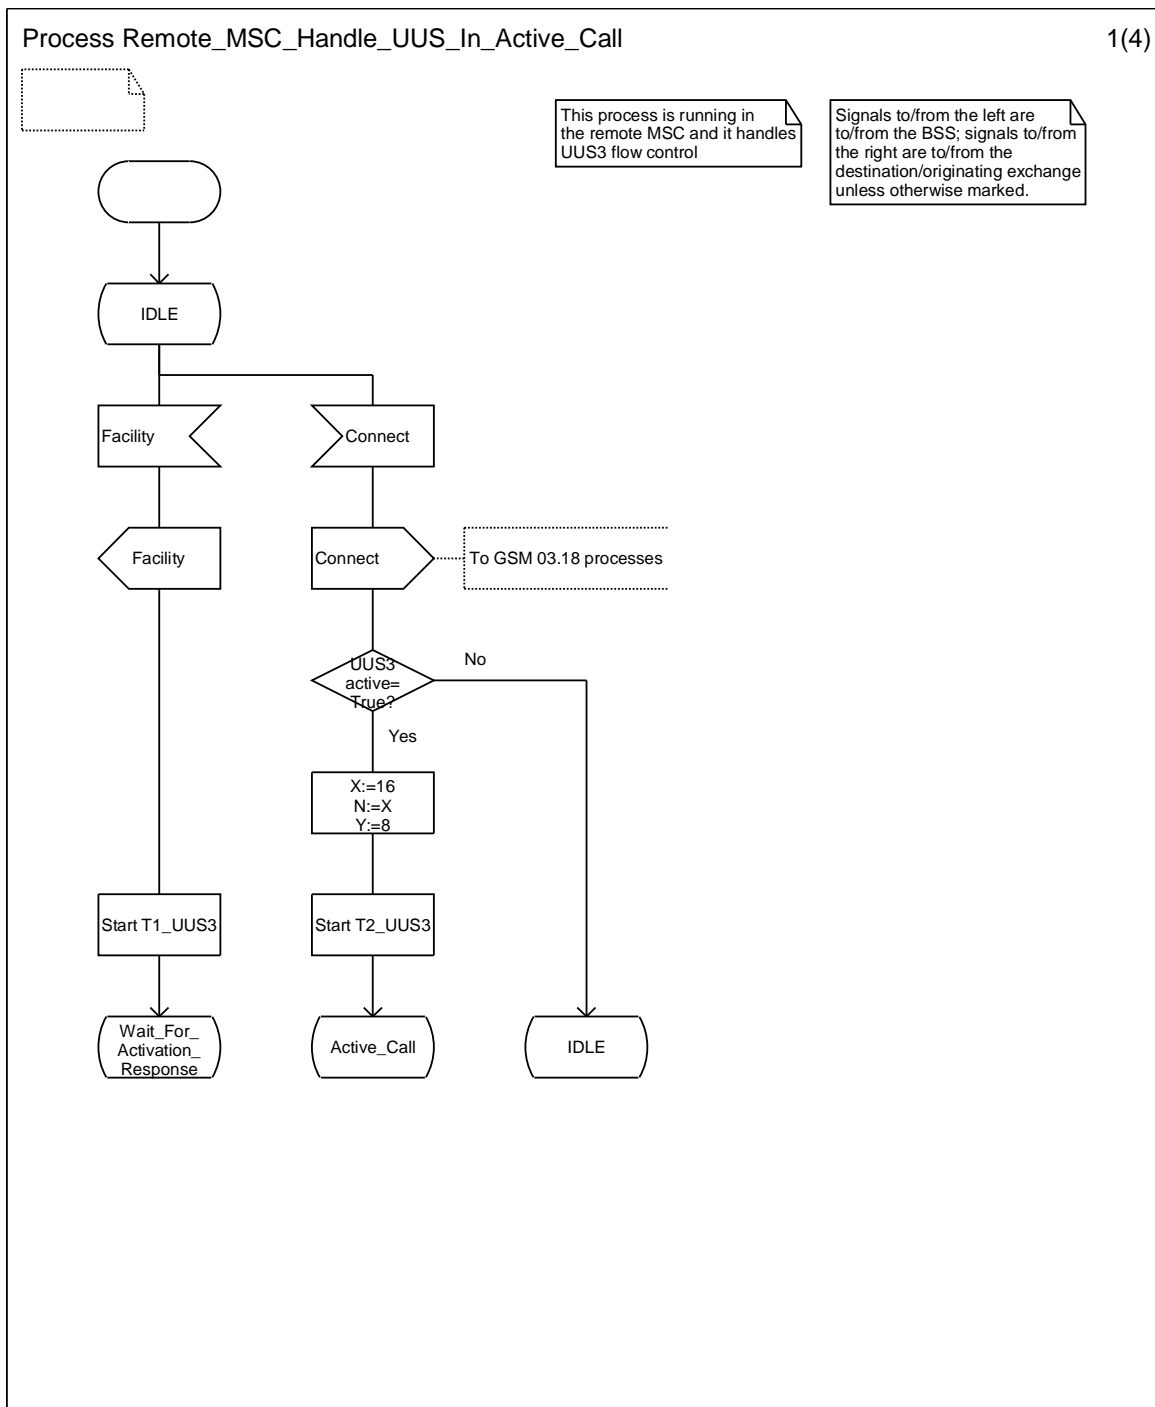 Process Remote_MSC_Handle_UUS_In_Active_Call
1(4)
This process is running in
the remote MSC and it handles
UUS3 flow control
Signals to/from the left are
to/from the BSS; signals to/from
the right are to/from the
destination/originating exchange
unless otherwise marked.
IDLE
Facility
Connect
Facility
Connect
To GSM 03.18 processes
UUS3
active=
True?
No
Yes
X:=16
N:=X
Y:=8
Start T1_UUS3
Start T2_UUS3
Wait_For_
Activation_
Response
Active_Call
IDLE